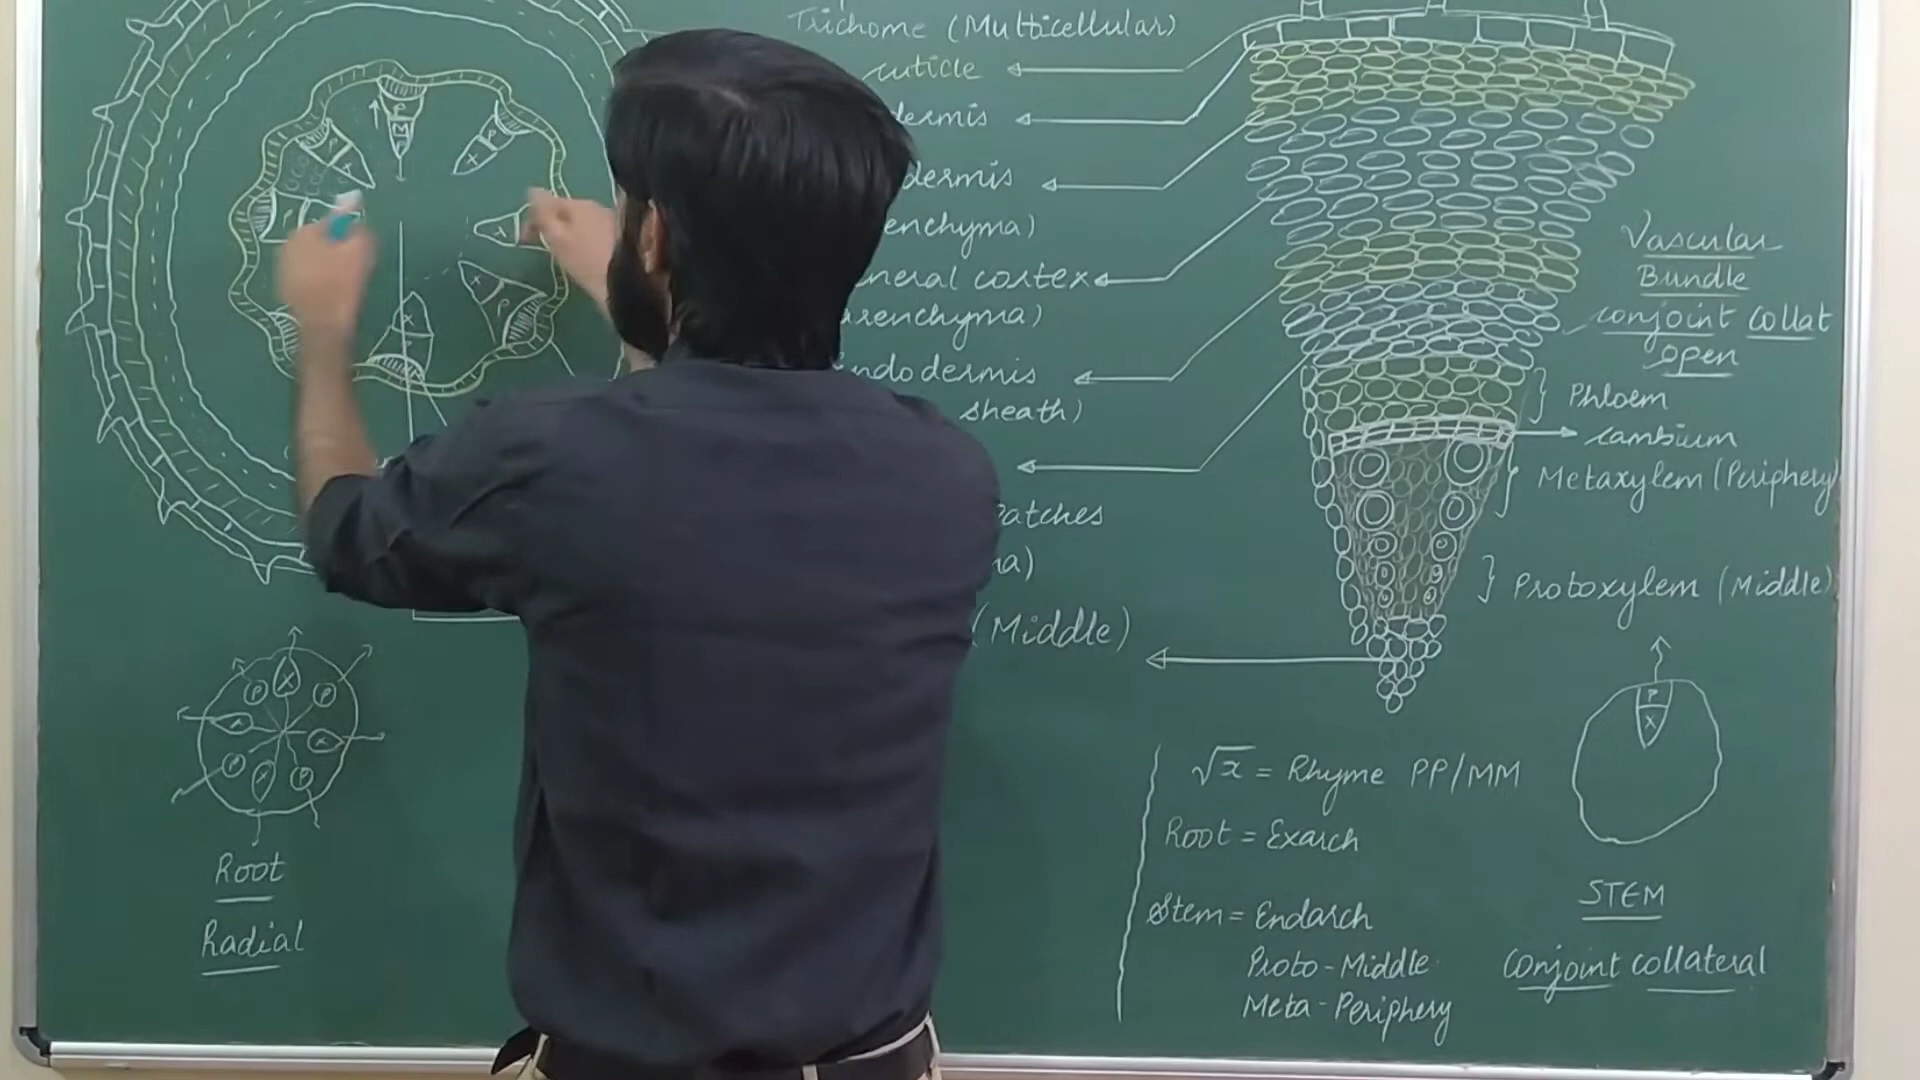 Trichome (Multicellular)
cuticle
dermis
dermis
enchyma)
neral cortex
arenchyma)
Endodermis
sheath)
Patches
a)
(Middle)
Vascular
Bundle
conjoint collat
open
Phloem
cambium
Metaxylem (Periphery)
Protoxylem (Middle)
P
M
P
X
P
X
X
X
P
X
P
X
P
P
X
X
P
P
X
Root
Radial
√x = Rhyme PP/MM
Root = Exarch
Stem = Endarch
Proto - Middle
Meta - Periphery
P
X
STEM
Conjoint collateral